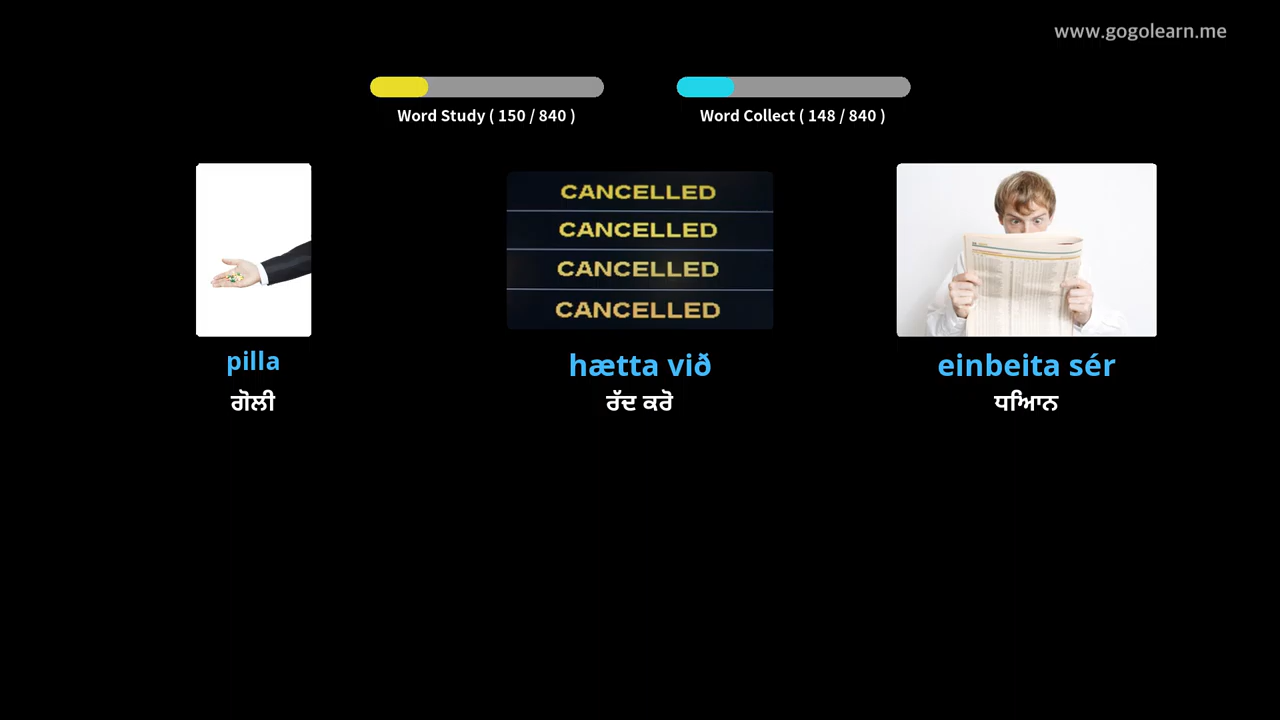 www.gogolearn.me
Word Study ( 150 / 840 )
Word Collect ( 148 / 840 )
CANCELLED
CANCELLED
CANCELLED
CANCELLED
pilla
hætta við
einbeita sér
ਗੋਲੀ
ਰੱਦ ਕਰੋ
ਧਿਆਨ